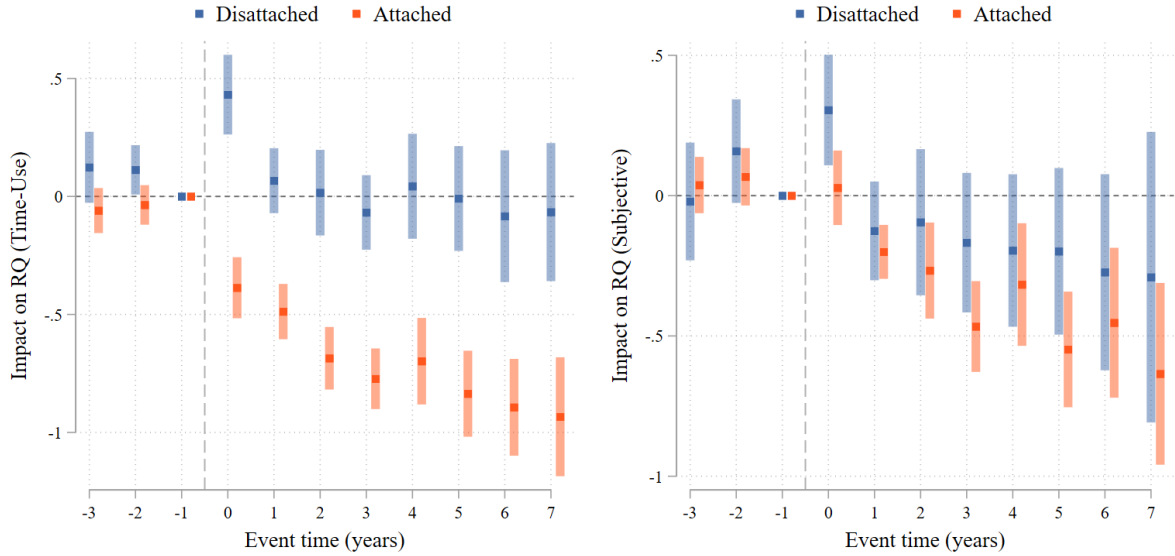 Disattached Attached
Impact on RQ (Time-Use)
.5
0
-.5
-1
-3 -2 -1 0 1 2 3 4 5 6 7
Event time (years)
Disattached Attached
Impact on RQ (Subjective)
.5
0
-.5
-1
-3 -2 -1 0 1 2 3 4 5 6 7
Event time (years)